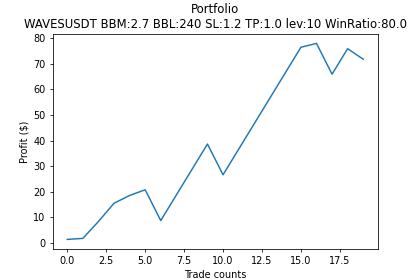 Portfolio
WAVESUSDT BBM:2.7 BBL:240 SL:1.2 TP:1.0 lev:10 WinRatio:80.0
80
70
60
50
40
30
20
10
0
Profit ($)
0.0 2.5 5.0 7.5 10.0 12.5 15.0 17.5
Trade counts